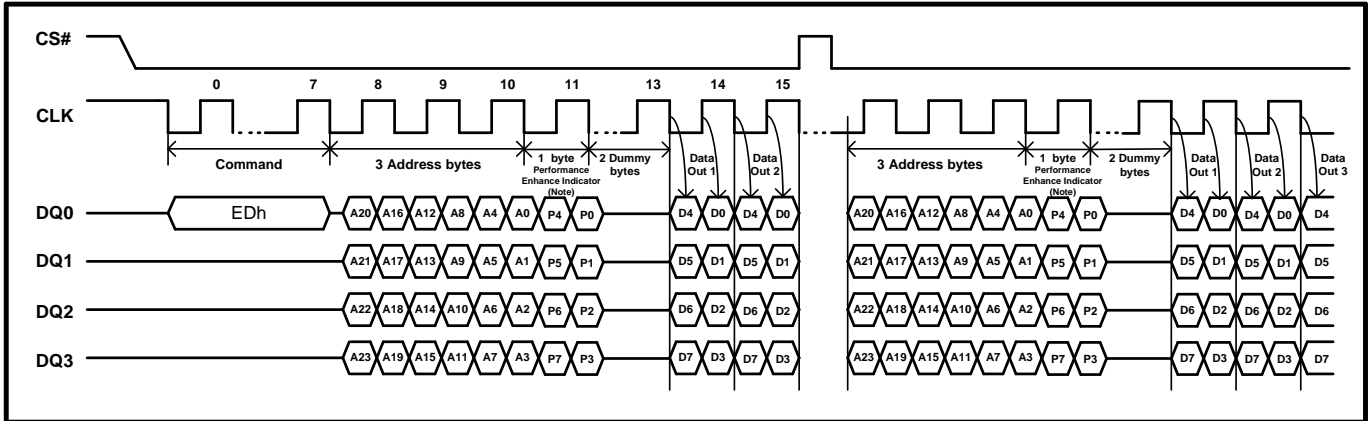 CS#
0 7 8 9 10 11 13 14 15
CLK
Command 3 Address bytes 1 byte Performance Enhance Indicator (Note) 2 Dummy bytes Data Out 1 Data Out 2 3 Address bytes 1 byte Performance Enhance Indicator (Note) 2 Dummy bytes Data Out 1 Data Out 2 Data Out 3
DQ0 EDh A20 A16 A12 A8 A4 A0 P4 P0 D4 D0 D4 D0 A20 A16 A12 A8 A4 A0 P4 P0 D4 D0 D4 D0 D4
DQ1 A21 A17 A13 A9 A5 A1 P5 P1 D5 D1 D5 D1 A21 A17 A13 A9 A5 A1 P5 P1 D5 D1 D5 D1 D5
DQ2 A22 A18 A14 A10 A6 A2 P6 P2 D6 D2 D6 D2 A22 A18 A14 A10 A6 A2 P6 P2 D6 D2 D6 D2 D6
DQ3 A23 A19 A15 A11 A7 A3 P7 P3 D7 D3 D7 D3 A23 A19 A15 A11 A7 A3 P7 P3 D7 D3 D7 D3 D7